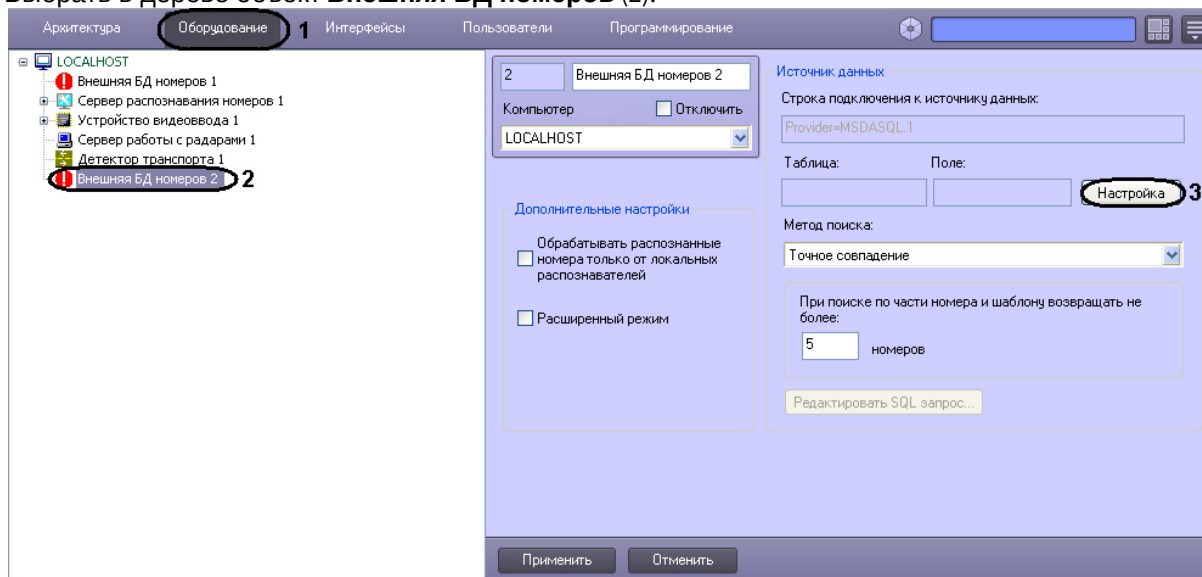 Выбрать в дереве объект Внешняя БД номеров (2).
Архитектура Оборудование 1 Интерфейсы Пользователи Программирование
LOCALHOST
Внешняя БД номеров 1
Сервер распознавания номеров 1
Устройство видеоввода 1
Сервер работы с радарами 1
Детектор транспорта 1
Внешняя БД номеров 2 2
2 Внешняя БД номеров 2
Компьютер Отключить
LOCALHOST
Дополнительные настройки
Обрабатывать распознанные
номера только от локальных
распознавателей
Расширенный режим
Источник данных
Строка подключения к источнику данных:
Provider=MSDASQL.1
Таблица: Поле:
Настройка 3
Метод поиска:
Точное совпадение
При поиске по части номера и шаблону возвращать не
более:
5 номеров
Редактировать SQL запрос...
Применить Отменить